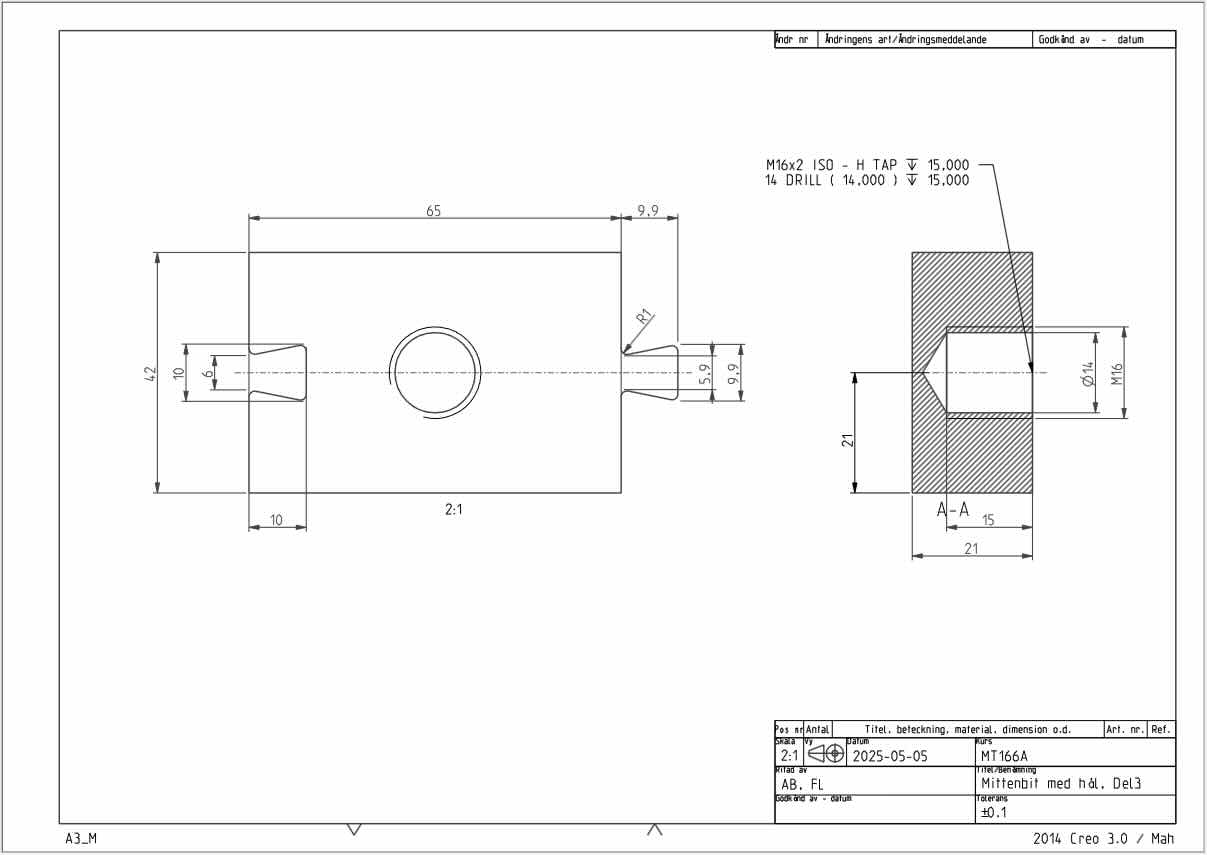 Ändr nr Ändringens art/Ändringsmeddelande Godkänd av - datum
M16x2 ISO - H TAP ↧ 15,000
14 DRILL ( 14,000 ) ↧ 15,000
65 9,9
R1
42 10 6 5,9 9,9
Ø14 M16
21
2:1
A-A
10
15
21
Pos nr Antal Titel, beteckning, material, dimension o.d. Art. nr. Ref.
Skala Vy Datum Kurs
2:1 2025-05-05 MT166A
Ritad av Titel/Benämning
AB, FL Mittenbit med hål, Del3
Godkänd av - datum Tolerans
±0.1
A3_M 2014 Creo 3.0 / Mah